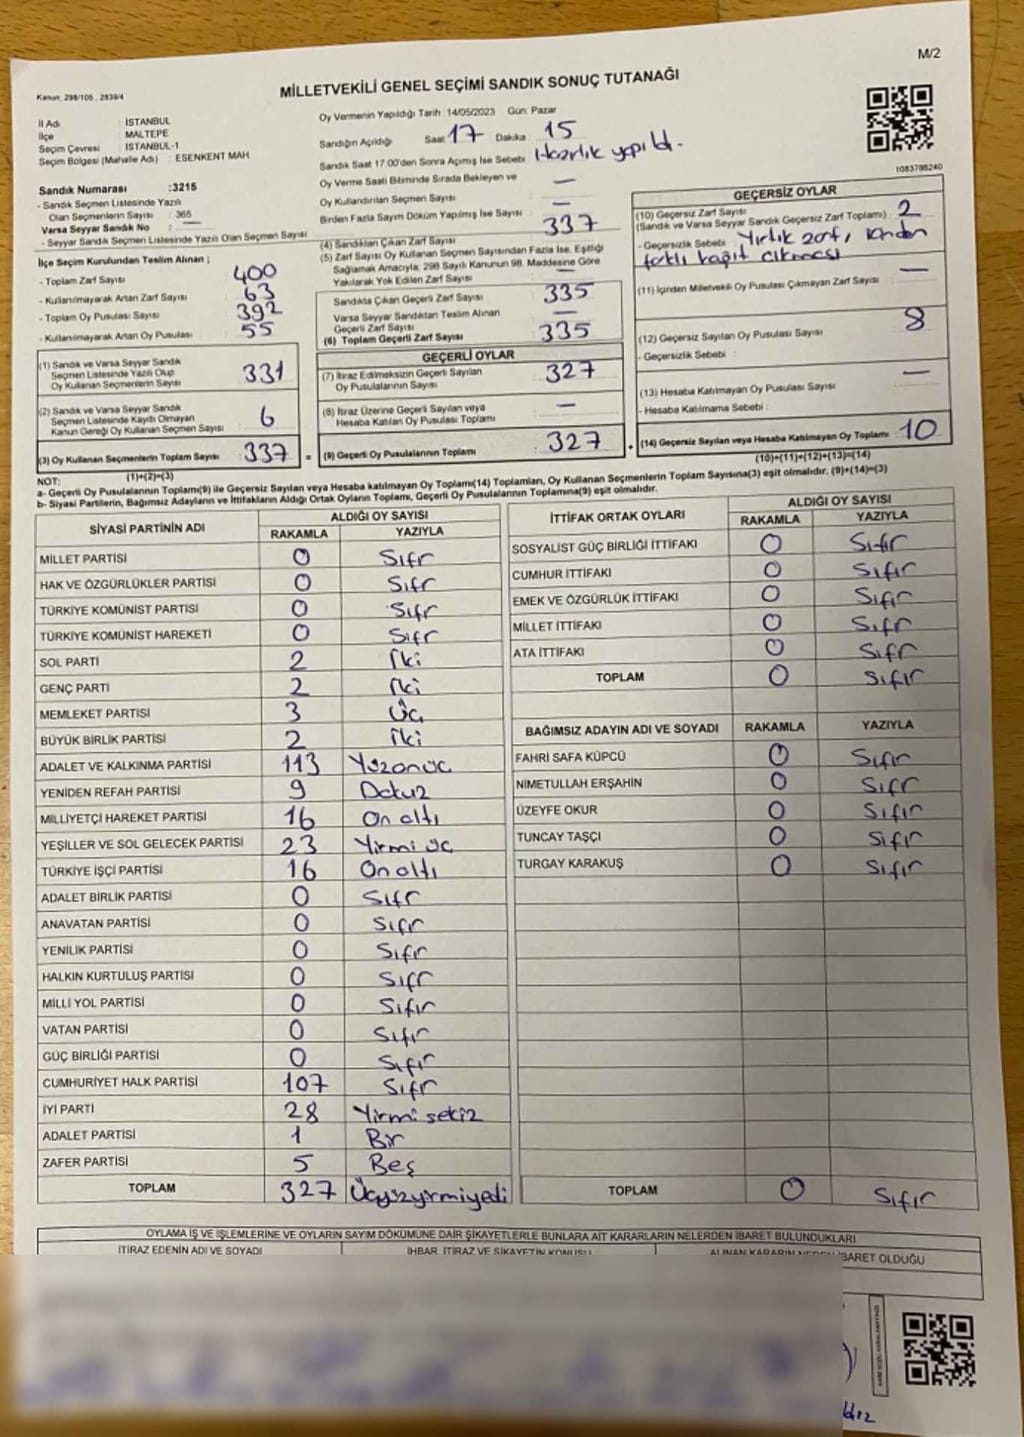 M/2
MİLLETVEKİLİ GENEL SEÇİMİ SANDIK SONUÇ TUTANAĞI
Kanun: 298/105 , 2839/4
İl Adı : İSTANBUL
İlçe : MALTEPE
Seçim Çevresi : İSTANBUL-1
Seçim Bölgesi (Mahalle Adı) : ESENKENT MAH
Sandık Numarası :3215
- Sandık Seçmen Listesinde Yazılı
Olan Seçmenlerin Sayısı : 365
Varsa Seyyar Sandık No : —
- Seyyar Sandık Seçmen Listesinde Yazılı Olan Seçmen Sayısı
İlçe Seçim Kurulundan Teslim Alınan ;
- Toplam Zarf Sayısı 400
- Kullanılmayarak Artan Zarf Sayısı 63
- Toplam Oy Pusulası Sayısı 392
- Kullanılmayarak Artan Oy Pusulası 55
(1) Sandık ve Varsa Seyyar Sandık
Seçmen Listesinde Yazılı Olup
Oy Kullanan Seçmenlerin Sayısı 331
(2) Sandık ve Varsa Seyyar Sandık
Seçmen Listesinde Kayıtlı Olmayan
Kanun Gereği Oy Kullanan Seçmen Sayısı : 6
(3) Oy Kullanan Seçmenlerin Toplam Sayısı 337 =
(1)+(2)=(3)
Oy Vermenin Yapıldığı Tarih : 14/05/2023 Gün: Pazar
Sandığın Açıldığı Saat: 17 Dakika : 15
Sandık Saat 17:00'den Sonra Açılmış İse Sebebi : Hazırlık yapıldı.
Oy Verme Saati Bitiminde Sırada Bekleyen ve
Oy Kullandırılan Seçmen Sayısı : —
Birden Fazla Sayım Döküm Yapılmış İse Sayısı : —
(4) Sandıktan Çıkan Zarf Sayısı 337
(5) Zarf Sayısı Oy Kullanan Seçmen Sayısından Fazla İse, Eşitliği
Sağlamak Amacıyla, 298 Sayılı Kanunun 98. Maddesine Göre
Yakılarak Yok Edilen Zarf Sayısı —
Sandıkta Çıkan Geçerli Zarf Sayısı 335
Varsa Seyyar Sandıktan Teslim Alınan
Geçerli Zarf Sayısı —
(6) Toplam Geçerli Zarf Sayısı 335
GEÇERLİ OYLAR
(7) İtiraz Edilmeksizin Geçerli Sayılan
Oy Pusulalarının Sayısı 327
(8) İtiraz Üzerine Geçerli Sayılan veya
Hesaba Katılan Oy Pusulası Toplamı —
(9) Geçerli Oy Pusulalarının Toplamı 327 +
1083786240
GEÇERSİZ OYLAR
(10) Geçersiz Zarf Sayısı
(Sandık ve Varsa Seyyar Sandık Geçersiz Zarf Toplamı) : 2
- Geçersizlik Sebebi : Yırtık zarf, içinden
farklı kağıt çıkması
(11) İçinden Milletvekili Oy Pusulası Çıkmayan Zarf Sayısı —
(12) Geçersiz Sayılan Oy Pusulası Sayısı 8
- Geçersizlik Sebebi :
(13) Hesaba Katılmayan Oy Pusulası Sayısı —
- Hesaba Katılmama Sebebi :
(14) Geçersiz Sayılan veya Hesaba Katılmayan Oy Toplamı 10
(10)+(11)+(12)+(13)=(14)
NOT:
a- Geçerli Oy Pusulalarının Toplamı(9) ile Geçersiz Sayılan veya Hesaba katılmayan Oy Toplamı(14) Toplamları, Oy Kullanan Seçmenlerin Toplam Sayısına(3) eşit olmalıdır. (9)+(14)=(3)
b- Siyasi Partilerin, Bağımsız Adayların ve İttifakların Aldığı Ortak Oyların Toplamı, Geçerli Oy Pusulalarının Toplamına(9) eşit olmalıdır.
SİYASİ PARTİNİN ADI ALDIĞI OY SAYISI
RAKAMLA YAZIYLA
MİLLET PARTİSİ 0 Sıfr
HAK VE ÖZGÜRLÜKLER PARTİSİ 0 Sıfr
TÜRKİYE KOMÜNİST PARTİSİ 0 Sıfr
TÜRKİYE KOMÜNİST HAREKETİ 0 Sıfr
SOL PARTİ 2 İki
GENÇ PARTİ 2 İki
MEMLEKET PARTİSİ 3 Üç
BÜYÜK BİRLİK PARTİSİ 2 İki
ADALET VE KALKINMA PARTİSİ 113 Yüzonüç
YENİDEN REFAH PARTİSİ 9 Dokuz
MİLLİYETÇİ HAREKET PARTİSİ 16 On altı
YEŞİLLER VE SOL GELECEK PARTİSİ 23 Yirmi üç
TÜRKİYE İŞÇİ PARTİSİ 16 On altı
ADALET BİRLİK PARTİSİ 0 Sıfr
ANAVATAN PARTİSİ 0 Sıfır
YENİLİK PARTİSİ 0 Sıfır
HALKIN KURTULUŞ PARTİSİ 0 Sıfr
MİLLİ YOL PARTİSİ 0 Sıfır
VATAN PARTİSİ 0 Sıfır
GÜÇ BİRLİĞİ PARTİSİ 0 Sıfır
CUMHURİYET HALK PARTİSİ 107 Sıfr
İYİ PARTİ 28 Yirmi sekiz
ADALET PARTİSİ 1 Bir
ZAFER PARTİSİ 5 Beş
TOPLAM 327 Üçyüzyirmiyedi
İTTİFAK ORTAK OYLARI ALDIĞI OY SAYISI
RAKAMLA YAZIYLA
SOSYALİST GÜÇ BİRLİĞİ İTTİFAKI 0 Sıfır
CUMHUR İTTİFAKI 0 Sıfır
EMEK VE ÖZGÜRLÜK İTTİFAKI 0 Sıfır
MİLLET İTTİFAKI 0 Sıfır
ATA İTTİFAKI 0 Sıfır
TOPLAM 0 Sıfır
BAĞIMSIZ ADAYIN ADI VE SOYADI RAKAMLA YAZIYLA
FAHRİ SAFA KÜPCÜ 0 Sıfır
NİMETULLAH ERŞAHİN 0 Sıfr
ÜZEYFE OKUR 0 Sıfır
TUNCAY TAŞÇI 0 Sıfır
TURGAY KARAKUŞ 0 Sıfır
TOPLAM 0 Sıfır
OYLAMA İŞ VE İŞLEMLERİNE VE OYLARIN SAYIM DÖKÜMÜNE DAİR ŞİKAYETLERLE BUNLARA AİT KARARLARIN NELERDEN İBARET BULUNDUKLARI
İTİRAZ EDENİN ADI VE SOYADI İHBAR, İTİRAZ VE ŞİKAYETİN KONUSU ALINAN KARARIN NEDEN İBARET OLDUĞU